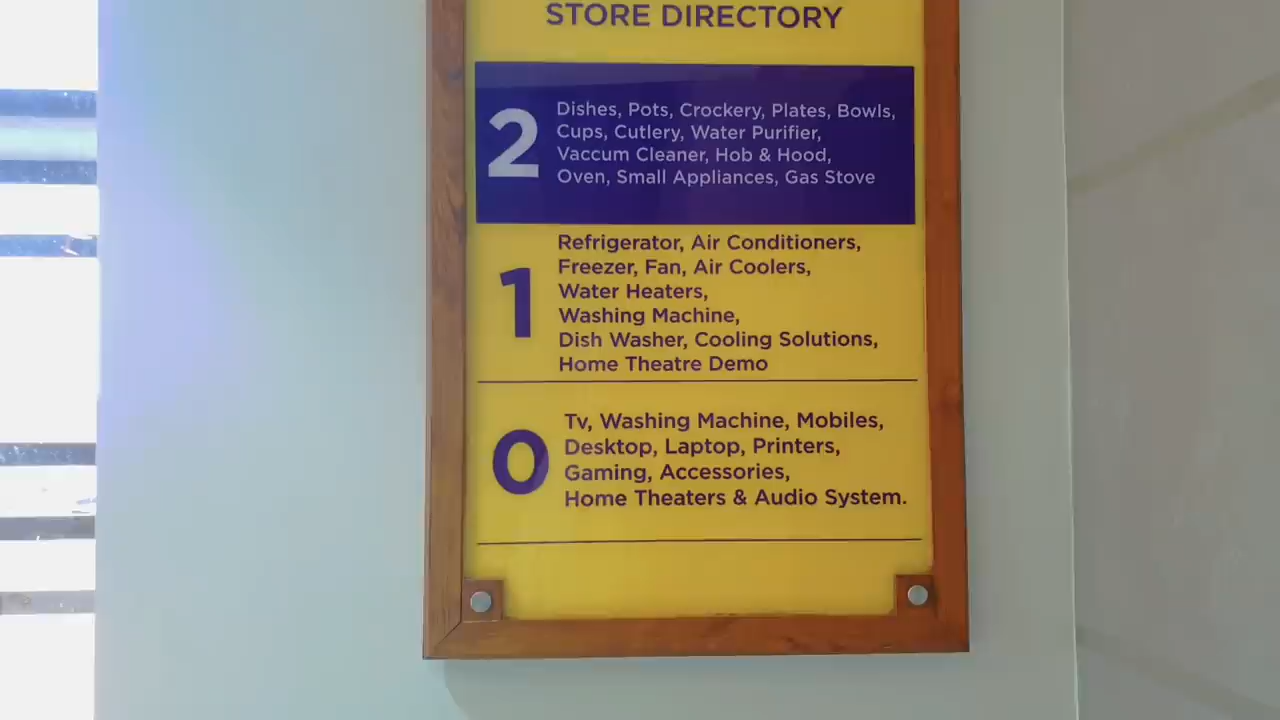 STORE DIRECTORY
2
Dishes, Pots, Crockery, Plates, Bowls,
Cups, Cutlery, Water Purifier,
Vaccum Cleaner, Hob & Hood,
Oven, Small Appliances, Gas Stove
1
Refrigerator, Air Conditioners,
Freezer, Fan, Air Coolers,
Water Heaters,
Washing Machine,
Dish Washer, Cooling Solutions,
Home Theatre Demo
0
Tv, Washing Machine, Mobiles,
Desktop, Laptop, Printers,
Gaming, Accessories,
Home Theaters & Audio System.